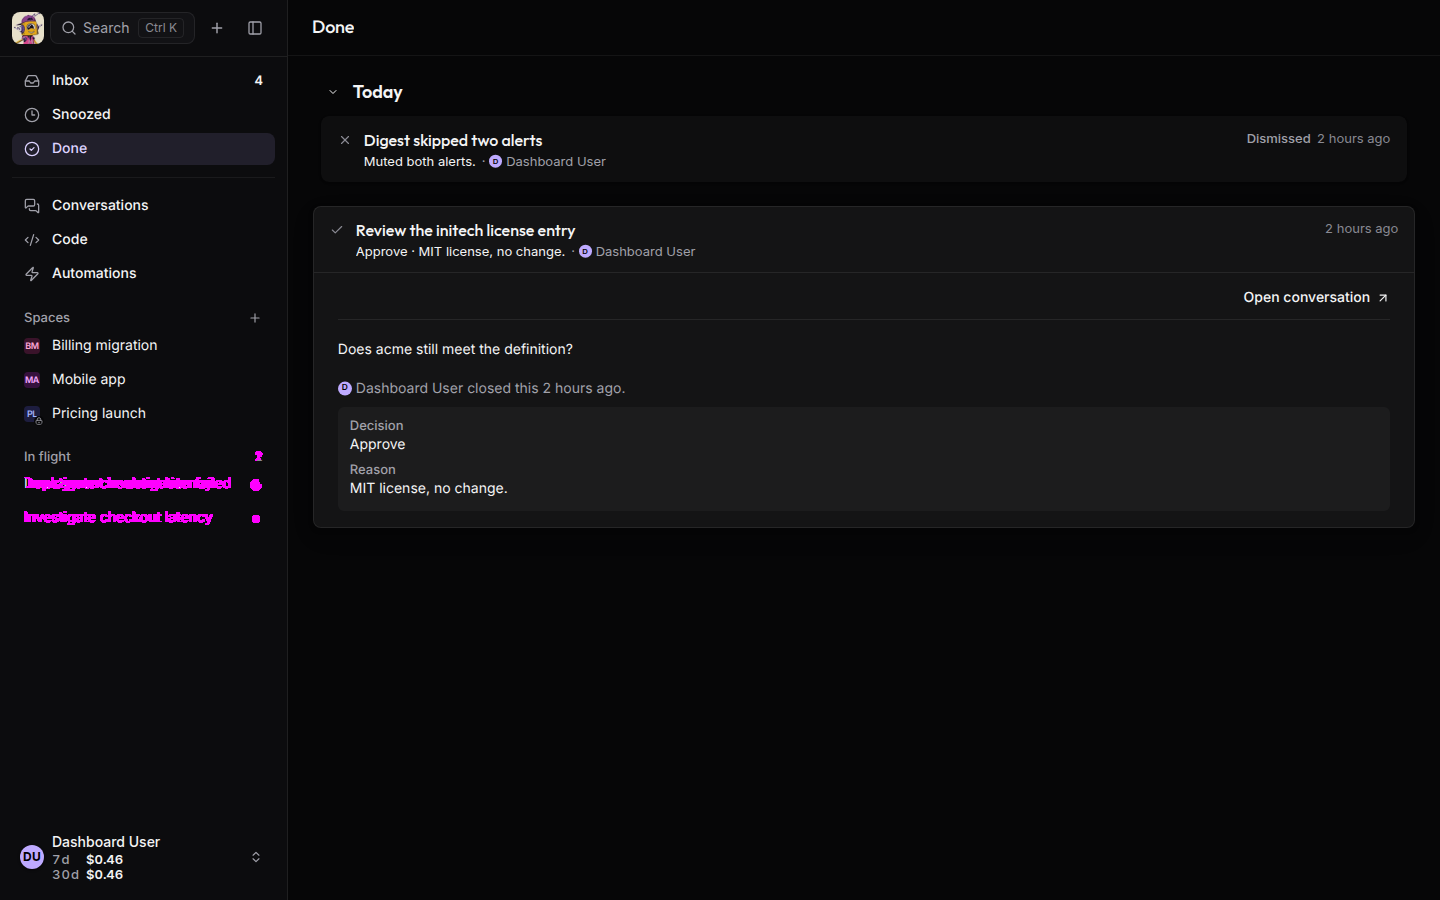 Search Ctrl K
Inbox 4
Snoozed
Done
Conversations
Code
Automations
Spaces
BM Billing migration
MA Mobile app
PL Pricing launch
In flight
Investigate checkout latency
DU Dashboard User
7d $0.46
30d $0.46
Done
Today
Digest skipped two alerts
Dismissed 2 hours ago
Muted both alerts. · D Dashboard User
Review the initech license entry
2 hours ago
Approve · MIT license, no change. · D Dashboard User
Open conversation
Does acme still meet the definition?
D Dashboard User closed this 2 hours ago.
Decision
Approve
Reason
MIT license, no change.